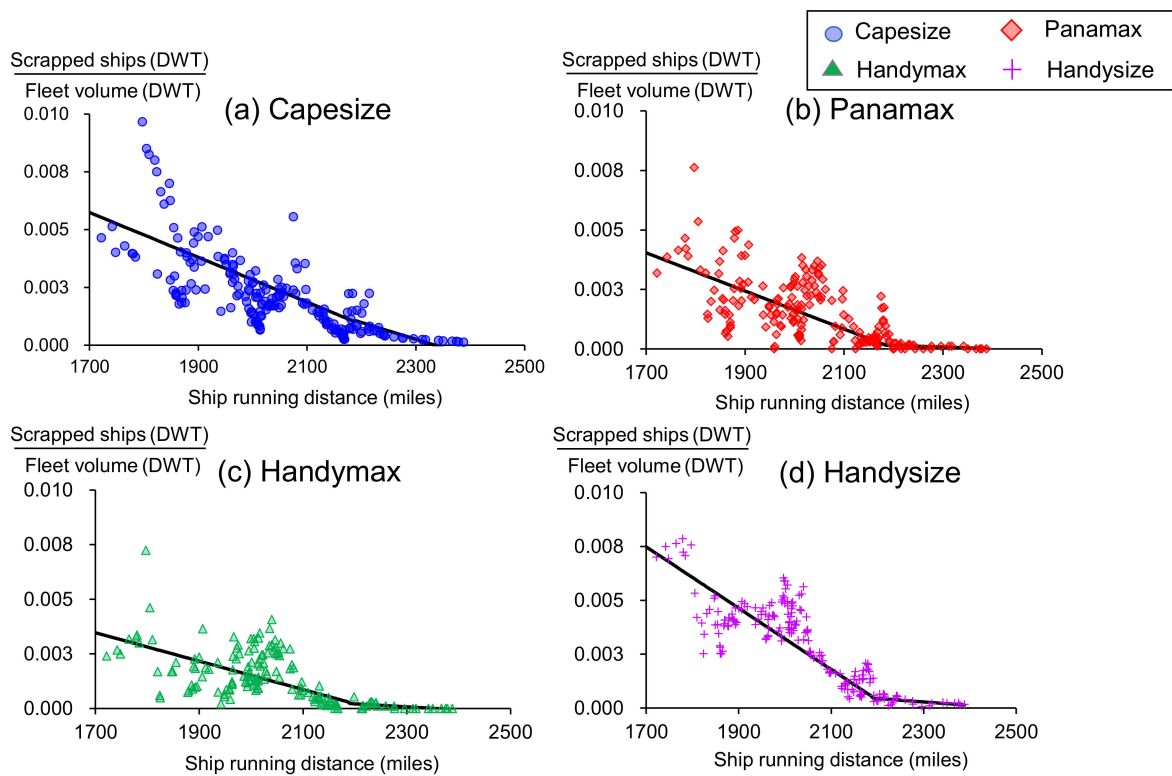 Capesize
Panamax
Handymax
Handysize
Scrapped ships (DWT)
Fleet volume (DWT)
(a) Capesize
0.010
0.008
0.005
0.003
0.000
1700 1900 2100 2300 2500
Ship running distance (miles)
Scrapped ships (DWT)
Fleet volume (DWT)
(b) Panamax
0.010
0.008
0.005
0.003
0.000
1700 1900 2100 2300 2500
Ship running distance (miles)
Scrapped ships (DWT)
Fleet volume (DWT)
(c) Handymax
0.010
0.008
0.005
0.003
0.000
1700 1900 2100 2300 2500
Ship running distance (miles)
Scrapped ships (DWT)
Fleet volume (DWT)
(d) Handysize
0.010
0.008
0.005
0.003
0.000
1700 1900 2100 2300 2500
Ship running distance (miles)